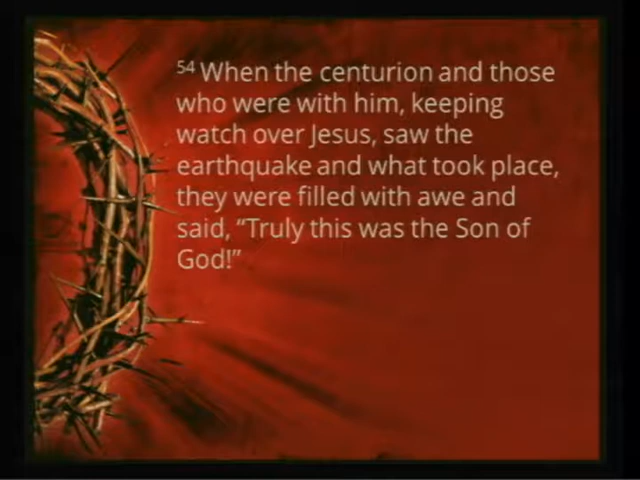 54 When the centurion and those
who were with him, keeping
watch over Jesus, saw the
earthquake and what took place,
they were filled with awe and
said, “Truly this was the Son of
God!”